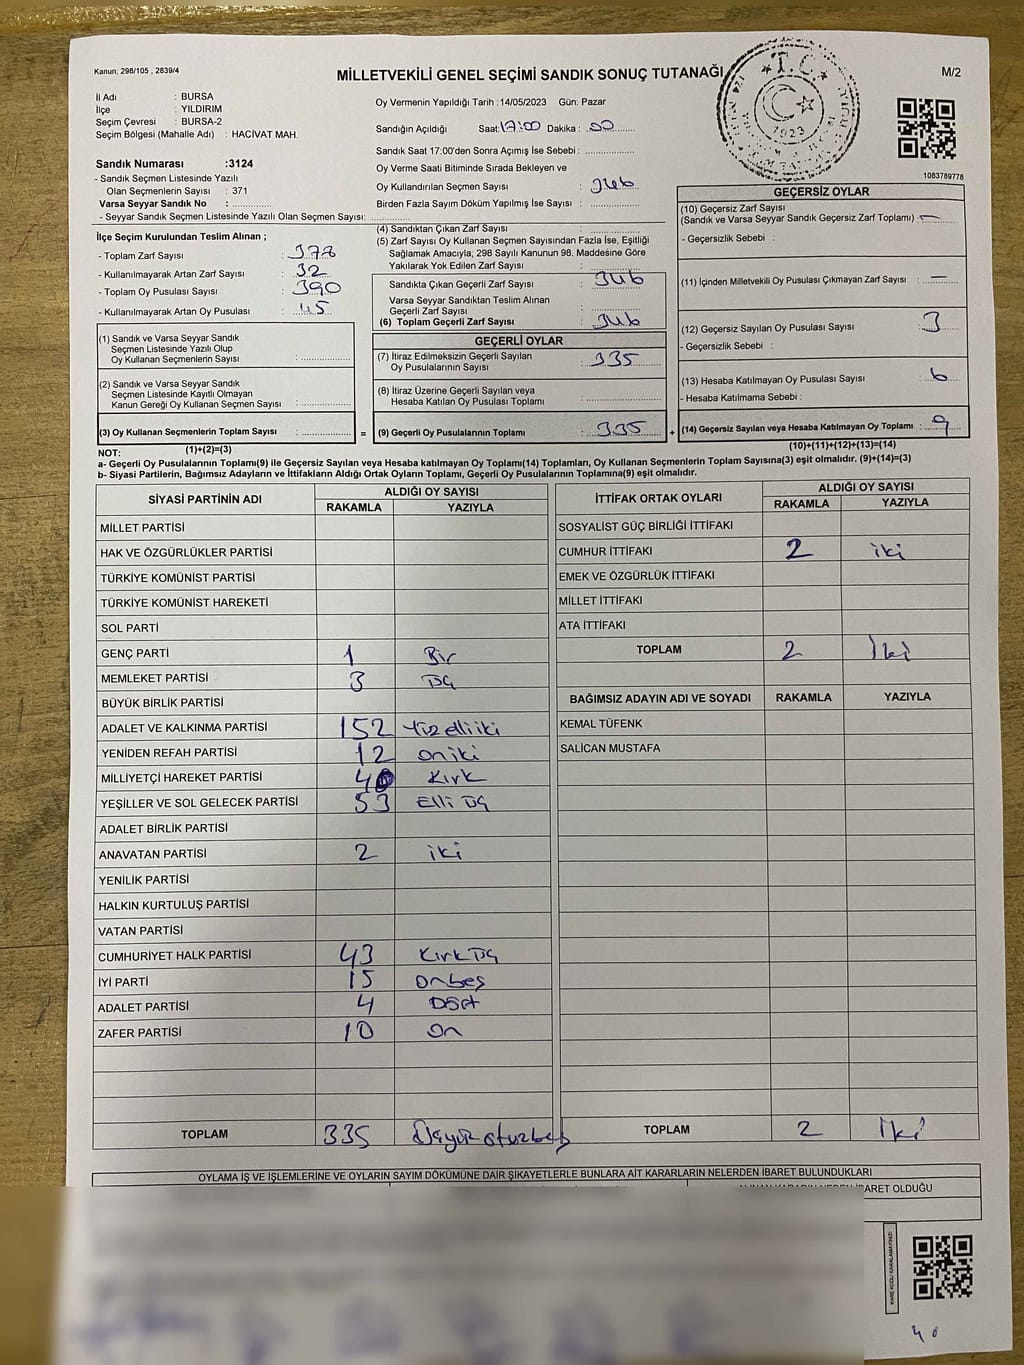 Kanun; 298/105 , 2839/4
MİLLETVEKİLİ GENEL SEÇİMİ SANDIK SONUÇ TUTANAĞI
M/2
T.C.
1923
1083789778
İl Adı : BURSA
İlçe : YILDIRIM
Seçim Çevresi : BURSA-2
Seçim Bölgesi (Mahalle Adı) : HACİVAT MAH.
Sandık Numarası :3124
- Sandık Seçmen Listesinde Yazılı
Olan Seçmenlerin Sayısı : 371
Varsa Seyyar Sandık No :
- Seyyar Sandık Seçmen Listesinde Yazılı Olan Seçmen Sayısı:
Oy Vermenin Yapıldığı Tarih :14/05/2023 Gün: Pazar
Sandığın Açıldığı Saat:17:00 Dakika : 00
Sandık Saat 17:00'den Sonra Açımış İse Sebebi :
Oy Verme Saati Bitiminde Sırada Bekleyen ve
Oy Kullandırılan Seçmen Sayısı : 346
Birden Fazla Sayım Döküm Yapılmış İse Sayısı :
İlçe Seçim Kurulundan Teslim Alınan ;
- Toplam Zarf Sayısı : 378
- Kullanılmayarak Artan Zarf Sayısı : 32
- Toplam Oy Pusulası Sayısı : 390
- Kullanılmayarak Artan Oy Pusulası : 45
(1) Sandık ve Varsa Seyyar Sandık
Seçmen Listesinde Yazılı Olup
Oy Kullanan Seçmenlerin Sayısı :
(2) Sandık ve Varsa Seyyar Sandık
Seçmen Listesinde Kayıtlı Olmayan
Kanun Gereği Oy Kullanan Seçmen Sayısı :
(3) Oy Kullanan Seçmenlerin Toplam Sayısı : =
(1)+(2)=(3)
(4) Sandıktan Çıkan Zarf Sayısı :
(5) Zarf Sayısı Oy Kullanan Seçmen Sayısından Fazla İse, Eşitliği
Sağlamak Amacıyla; 298 Sayılı Kanunun 98. Maddesine Göre
Yakılarak Yok Edilen Zarf Sayısı :
Sandıkta Çıkan Geçerli Zarf Sayısı : 346
Varsa Seyyar Sandıktan Teslim Alınan
Geçerli Zarf Sayısı :
(6) Toplam Geçerli Zarf Sayısı : 346
GEÇERLİ OYLAR
(7) İtiraz Edilmeksizin Geçerli Sayılan
Oy Pusulalarının Sayısı : 335
(8) İtiraz Üzerine Geçerli Sayılan veya
Hesaba Katılan Oy Pusulası Toplamı :
(9) Geçerli Oy Pusulalarının Toplamı : 335 +
GEÇERSİZ OYLAR
(10) Geçersiz Zarf Sayısı
(Sandık ve Varsa Seyyar Sandık Geçersiz Zarf Toplamı) : —
- Geçersizlik Sebebi :
(11) İçinden Milletvekili Oy Pusulası Çıkmayan Zarf Sayısı : —
(12) Geçersiz Sayılan Oy Pusulası Sayısı : 3
- Geçersizlik Sebebi :
(13) Hesaba Katılmayan Oy Pusulası Sayısı : 6
- Hesaba Katılmama Sebebi :
(14) Geçersiz Sayılan veya Hesaba Katılmayan Oy Toplamı : 9
(10)+(11)+(12)+(13)=(14)
NOT:
a- Geçerli Oy Pusulalarının Toplamı(9) ile Geçersiz Sayılan veya Hesaba katılmayan Oy Toplamı(14) Toplamları, Oy Kullanan Seçmenlerin Toplam Sayısına(3) eşit olmalıdır. (9)+(14)=(3)
b- Siyasi Partilerin, Bağımsız Adayların ve İttifakların Aldığı Ortak Oyların Toplamı, Geçerli Oy Pusulalarının Toplamına(9) eşit olmalıdır.
SİYASİ PARTİNİN ADI ALDIĞI OY SAYISI
RAKAMLA YAZIYLA
MİLLET PARTİSİ
HAK VE ÖZGÜRLÜKLER PARTİSİ
TÜRKİYE KOMÜNİST PARTİSİ
TÜRKİYE KOMÜNİST HAREKETİ
SOL PARTİ
GENÇ PARTİ 1 Bir
MEMLEKET PARTİSİ 3 üç
BÜYÜK BİRLİK PARTİSİ
ADALET VE KALKINMA PARTİSİ 152 Yüzelliiki
YENİDEN REFAH PARTİSİ 12 oniki
MİLLİYETÇİ HAREKET PARTİSİ 40 Kırk
YEŞİLLER VE SOL GELECEK PARTİSİ 53 Elli üç
ADALET BİRLİK PARTİSİ
ANAVATAN PARTİSİ 2 iki
YENİLİK PARTİSİ
HALKIN KURTULUŞ PARTİSİ
VATAN PARTİSİ
CUMHURİYET HALK PARTİSİ 43 Kırküç
İYİ PARTİ 15 onbeş
ADALET PARTİSİ 4 Dört
ZAFER PARTİSİ 10 On
TOPLAM 335 Üçyüz otuzbeş
İTTİFAK ORTAK OYLARI ALDIĞI OY SAYISI
RAKAMLA YAZIYLA
SOSYALİST GÜÇ BİRLİĞİ İTTİFAKI
CUMHUR İTTİFAKI 2 iki
EMEK VE ÖZGÜRLÜK İTTİFAKI
MİLLET İTTİFAKI
ATA İTTİFAKI
TOPLAM 2 İki
BAĞIMSIZ ADAYIN ADI VE SOYADI RAKAMLA YAZIYLA
KEMAL TÜFENK
SALİCAN MUSTAFA
TOPLAM 2 İki
OYLAMA İŞ VE İŞLEMLERİNE VE OYLARIN SAYIM DÖKÜMÜNE DAİR ŞİKAYETLERLE BUNLARA AİT KARARLARIN NELERDEN İBARET BULUNDUKLARI
ALINAN KARARIN NEDEN İBARET OLDUĞU
KARE KODU KARALAMAYINIZ!
40